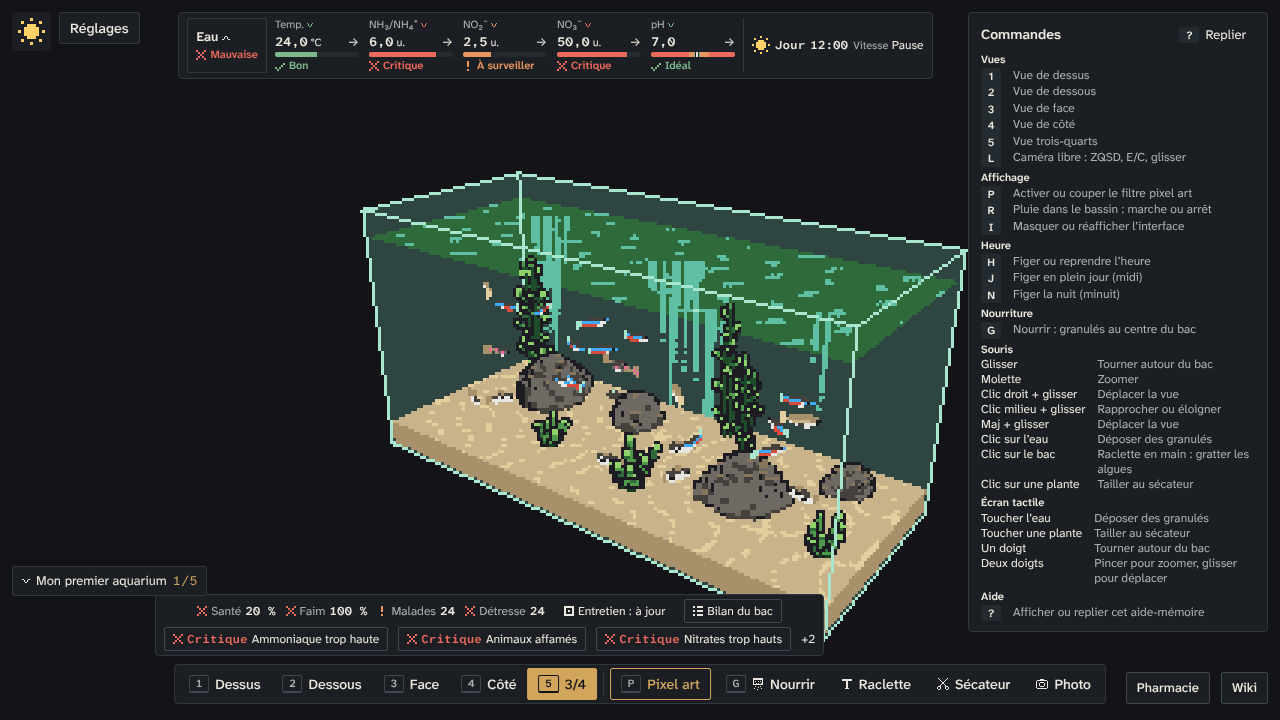 Réglages
Eau
Mauvaise
Temp.
24,0 °C
Bon
NH₃/NH₄⁺
6,0 u.
Critique
NO₂⁻
2,5 u.
À surveiller
NO₃⁻
50,0 u.
Critique
pH
7,0
Idéal
Jour 12:00 Vitesse Pause
Commandes ? Replier
Vues
1 Vue de dessus
2 Vue de dessous
3 Vue de face
4 Vue de côté
5 Vue trois-quarts
L Caméra libre : ZQSD, E/C, glisser
Affichage
P Activer ou couper le filtre pixel art
R Pluie dans le bassin : marche ou arrêt
I Masquer ou réafficher l'interface
Heure
H Figer ou reprendre l'heure
J Figer en plein jour (midi)
N Figer la nuit (minuit)
Nourriture
G Nourrir : granulés au centre du bac
Souris
Glisser Tourner autour du bac
Molette Zoomer
Clic droit + glisser Déplacer la vue
Clic milieu + glisser Rapprocher ou éloigner
Maj + glisser Déplacer la vue
Clic sur l'eau Déposer des granulés
Clic sur le bac Raclette en main : gratter les
algues
Clic sur une plante Tailler au sécateur
Écran tactile
Toucher l'eau Déposer des granulés
Toucher une plante Tailler au sécateur
Un doigt Tourner autour du bac
Deux doigts Pincer pour zoomer, glisser
pour déplacer
Aide
? Afficher ou replier cet aide-mémoire
Mon premier aquarium 1/5
Santé 20 % Faim 100 % Malades 24 Détresse 24 Entretien : à jour Bilan du bac
Critique Ammoniaque trop haute Critique Animaux affamés Critique Nitrates trop hauts +2
1 Dessus 2 Dessous 3 Face 4 Côté 5 3/4 P Pixel art G Nourrir Raclette Sécateur Photo
Pharmacie Wiki